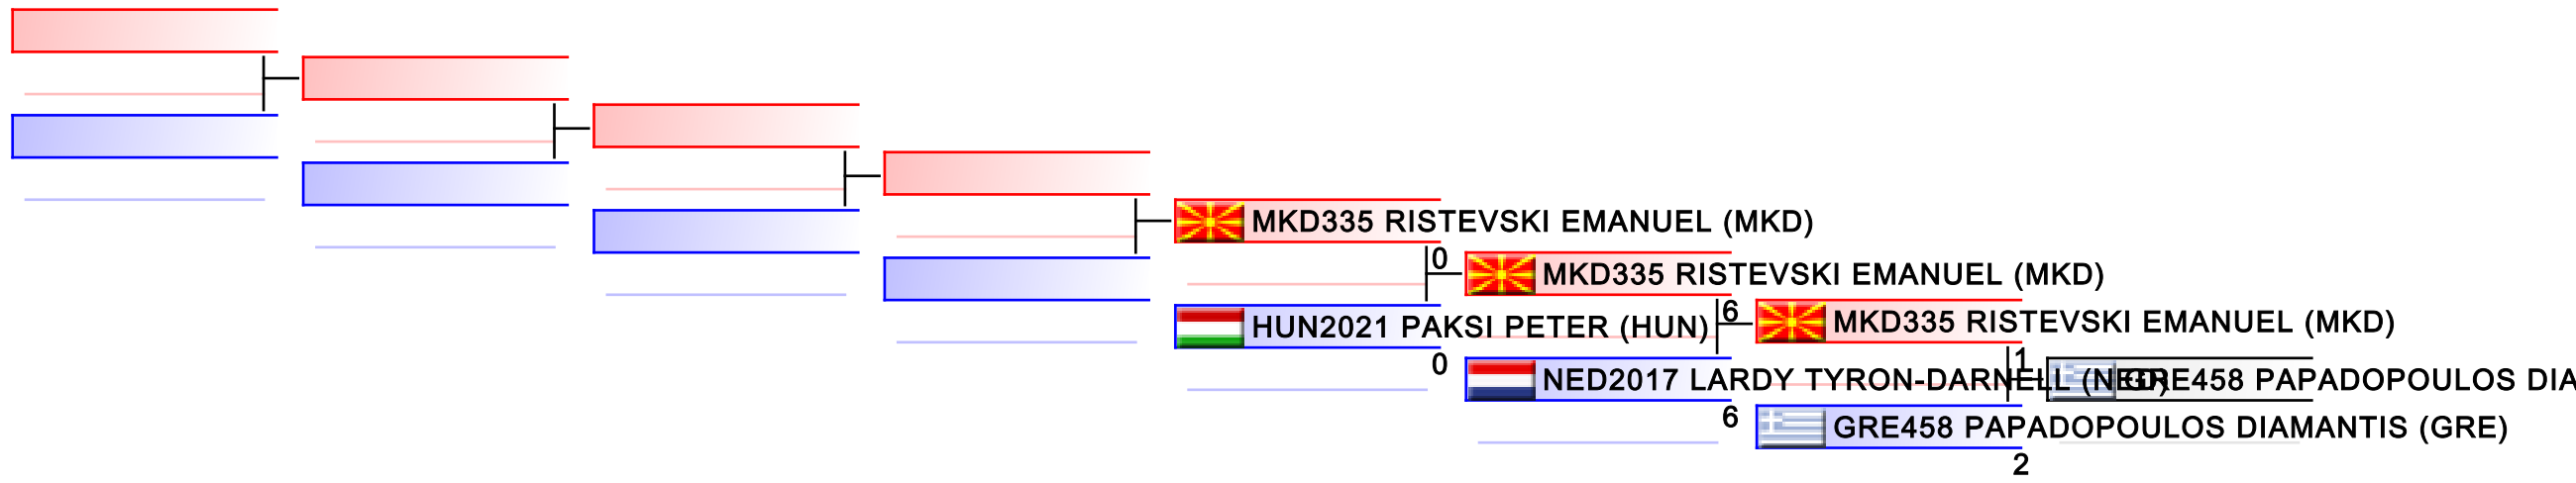 MKD335 RISTEVSKI EMANUEL (MKD)
0
MKD335 RISTEVSKI EMANUEL (MKD)
HUN2021 PAKSI PETER (HUN)
6
MKD335 RISTEVSKI EMANUEL (MKD)
0
1
NED2017 LARDY TYRON-DARNELL (NED)
GRE458 PAPADOPOULOS DIA
6
GRE458 PAPADOPOULOS DIAMANTIS (GRE)
2